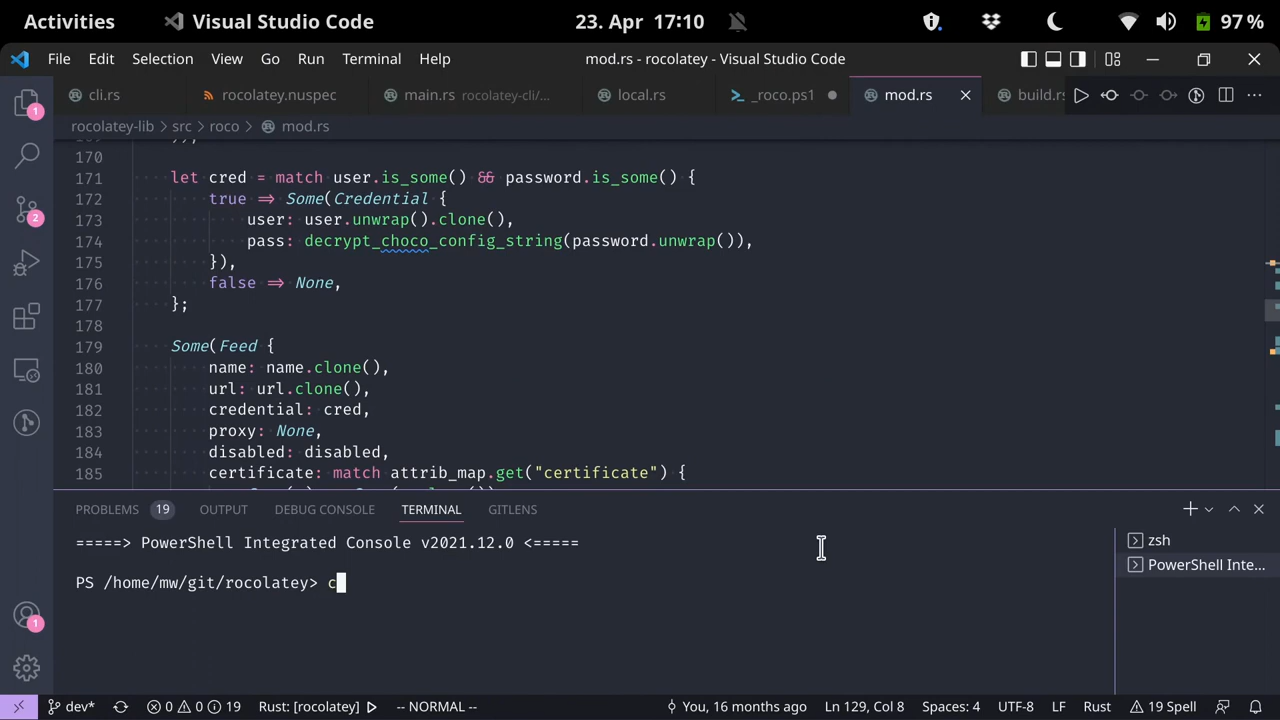 Activities Visual Studio Code 23. Apr 17:10 97 %
File Edit Selection View Go Run Terminal Help mod.rs - rocolatey - Visual Studio Code
cli.rs rocolatey.nuspec main.rs rocolatey-cli/... local.rs _roco.ps1 mod.rs build.rs
rocolatey-lib > src > roco > mod.rs
170
171 let cred = match user.is_some() && password.is_some() {
172 true => Some(Credential {
173 user: user.unwrap().clone(),
174 pass: decrypt_choco_config_string(password.unwrap()),
175 }),
176 false => None,
177 };
178
179 Some(Feed {
180 name: name.clone(),
181 url: url.clone(),
182 credential: cred,
183 proxy: None,
184 disabled: disabled,
185 certificate: match attrib_map.get("certificate") {
PROBLEMS 19 OUTPUT DEBUG CONSOLE TERMINAL GITLENS
=====> PowerShell Integrated Console v2021.12.0 <=====
zsh
PowerShell Inte...
PS /home/mw/git/rocolatey> c
1
2
1
dev* 0 0 19 Rust: [rocolatey] -- NORMAL -- You, 16 months ago Ln 129, Col 8 Spaces: 4 UTF-8 LF Rust 19 Spell